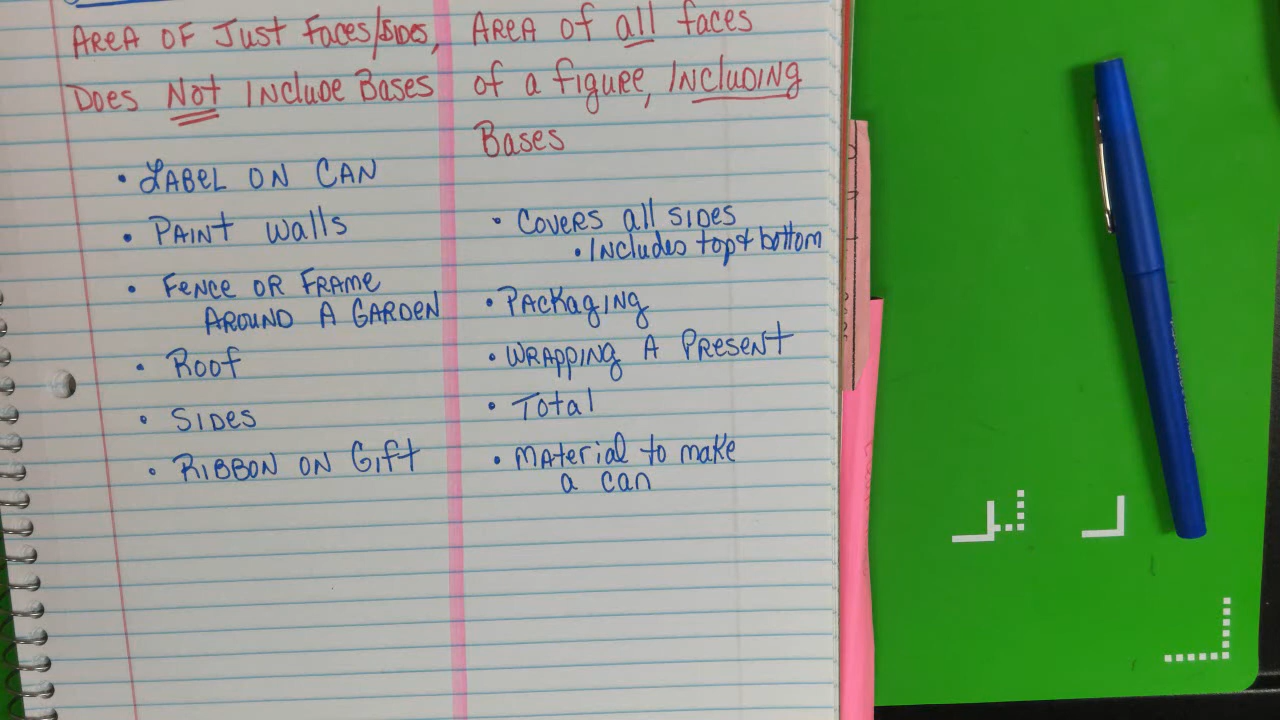 AREA OF Just Faces/Sides,
Does Not Include Bases
• LABEL ON CAN
• PAINT Walls
• FENCE OR FRAME
AROUND A GARDEN
• Roof
• SIDES
• RIBBON ON Gift
AREA of all faces
of a figure, INCLUDING
Bases
• COVERS all SIDES
• INCludes top & bottom
• PACKAGING
• WRAPPING A PRESENT
• Total
• MATERIAL to make
a can